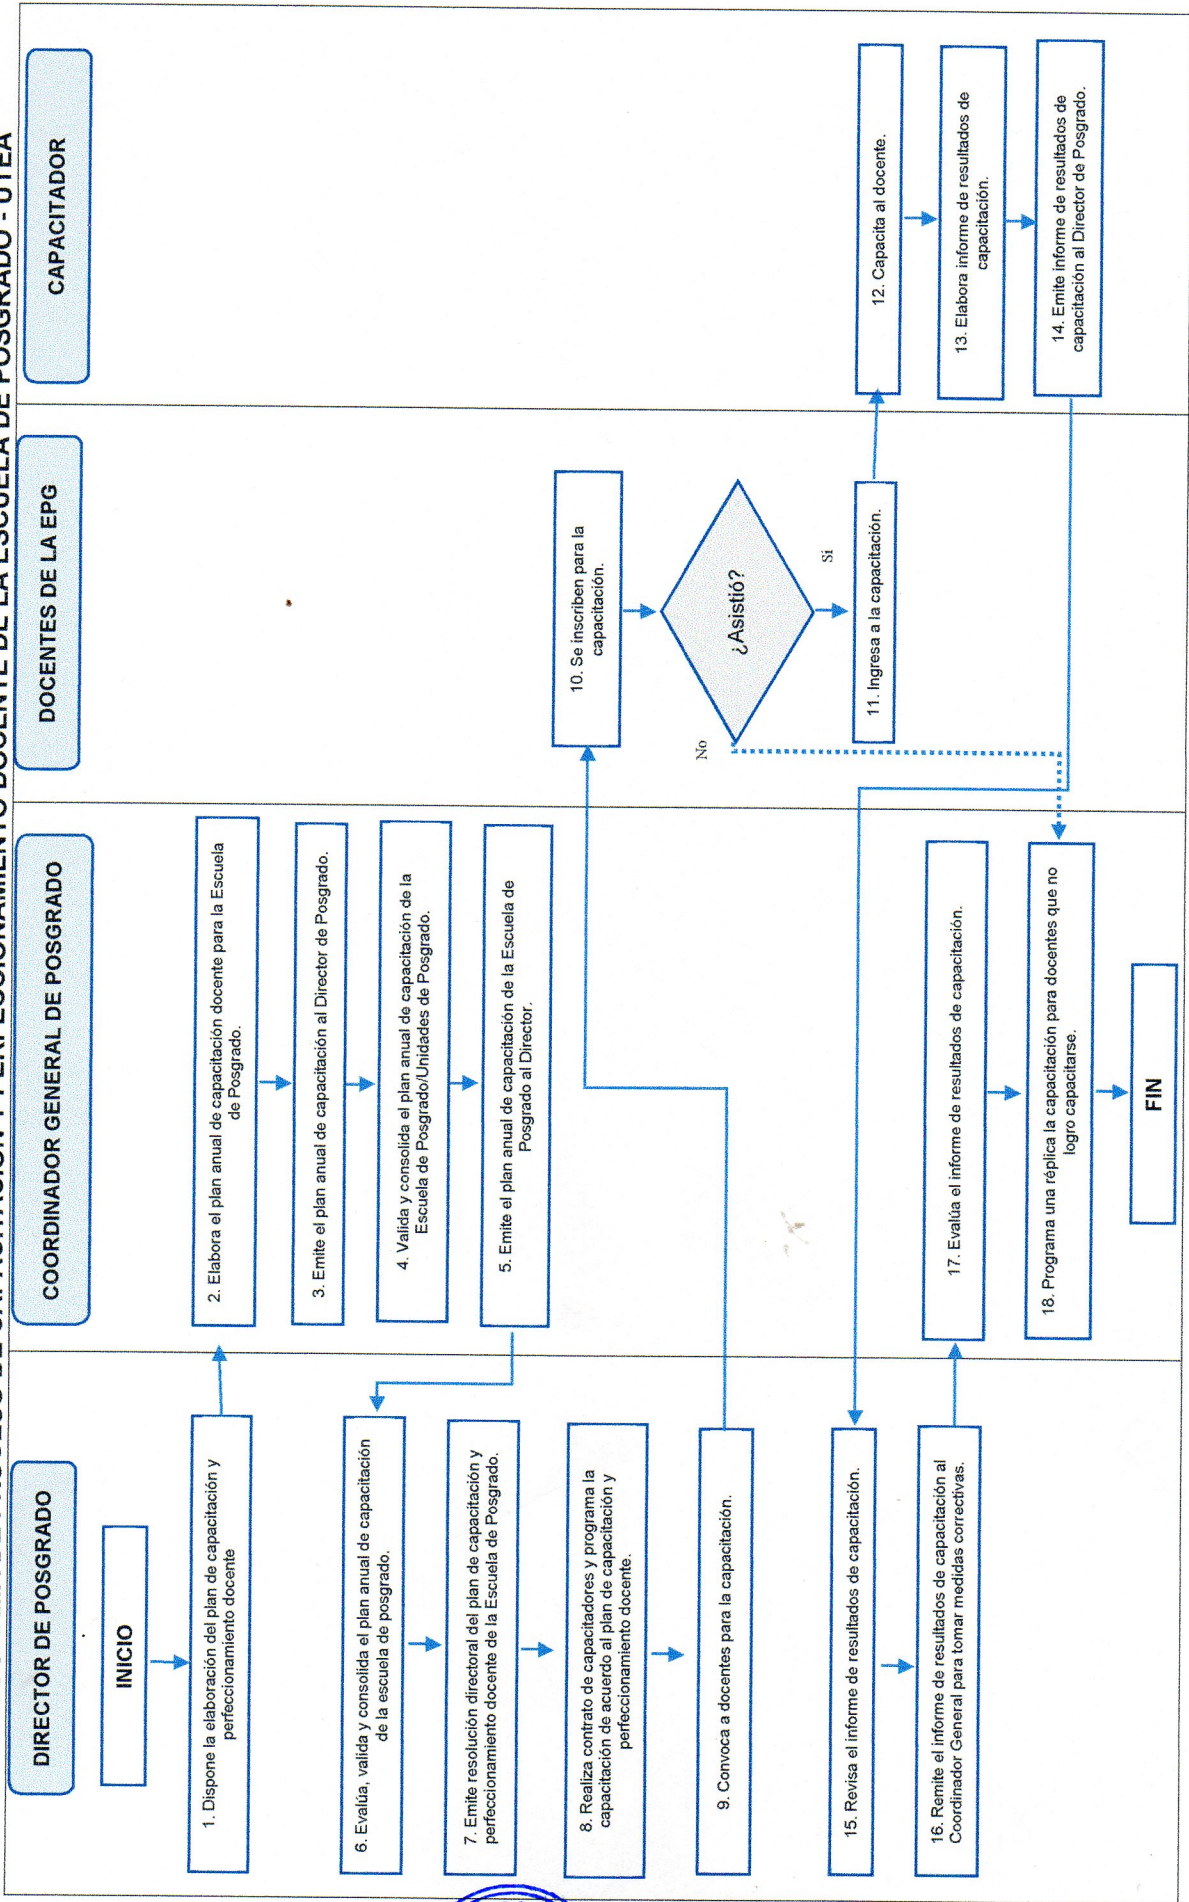 CAPACITACIÓN Y PERFECCIONAMIENTO DOCENTE DE LA ESCUELA DE POSGRADO - UTEA
DIRECTOR DE POSGRADO
COORDINADOR GENERAL DE POSGRADO
DOCENTES DE LA EPG
CAPACITADOR
INICIO
1. Dispone la elaboración del plan de capacitación y
perfeccionamiento docente
2. Elabora el plan anual de capacitación docente para la Escuela
de Posgrado.
3. Emite el plan anual de capacitación al Director de Posgrado.
4. Valida y consolida el plan anual de capacitación de la
Escuela de Posgrado/Unidades de Posgrado.
5. Emite el plan anual de capacitación de la Escuela de
Posgrado al Director.
6. Evalúa, valida y consolida el plan anual de capacitación
de la escuela de posgrado.
7. Emite resolución directoral del plan de capacitación y
perfeccionamiento docente de la Escuela de Posgrado.
8. Realiza contrato de capacitadores y programa la
capacitación de acuerdo al plan de capacitación y
perfeccionamiento docente.
9. Convoca a docentes para la capacitación.
10. Se inscriben para la
capacitación.
¿Asistió?
No
Si
11. Ingresa a la capacitación.
12. Capacita al docente.
13. Elabora informe de resultados de
capacitación.
14. Emite informe de resultados de
capacitación al Director de Posgrado.
15. Revisa el informe de resultados de capacitación.
16. Remite el informe de resultados de capacitación al
Coordinador General para tomar medidas correctivas.
17. Evalúa el informe de resultados de capacitación.
18. Programa una réplica la capacitación para docentes que no
logro capacitarse.
FIN